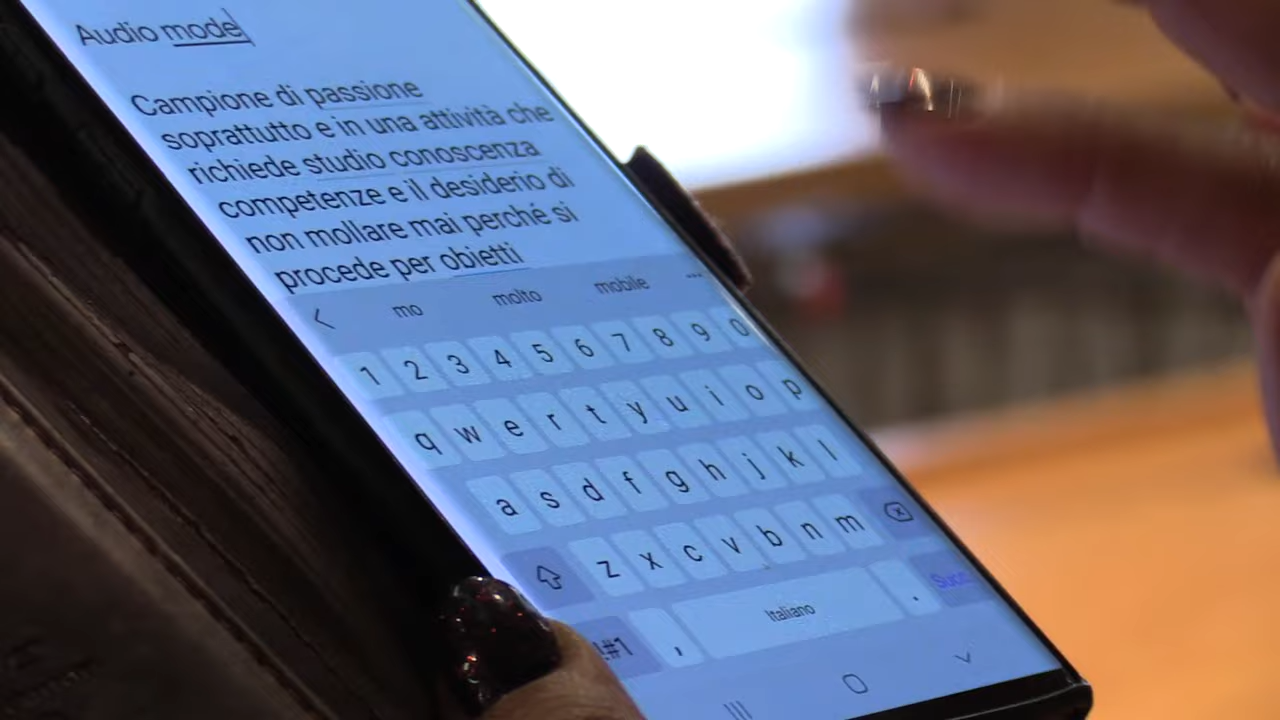 Audio mode
Campione di passione
soprattutto e in una attività che
richiede studio conoscenza
competenze e il desiderio di
non mollare mai perché si
procede per obietti
mo molto mobile ...
1 2 3 4 5 6 7 8 9 0
q w e r t y u i o p
a s d f g h j k l
z x c v b n m
!#1 , Italiano .